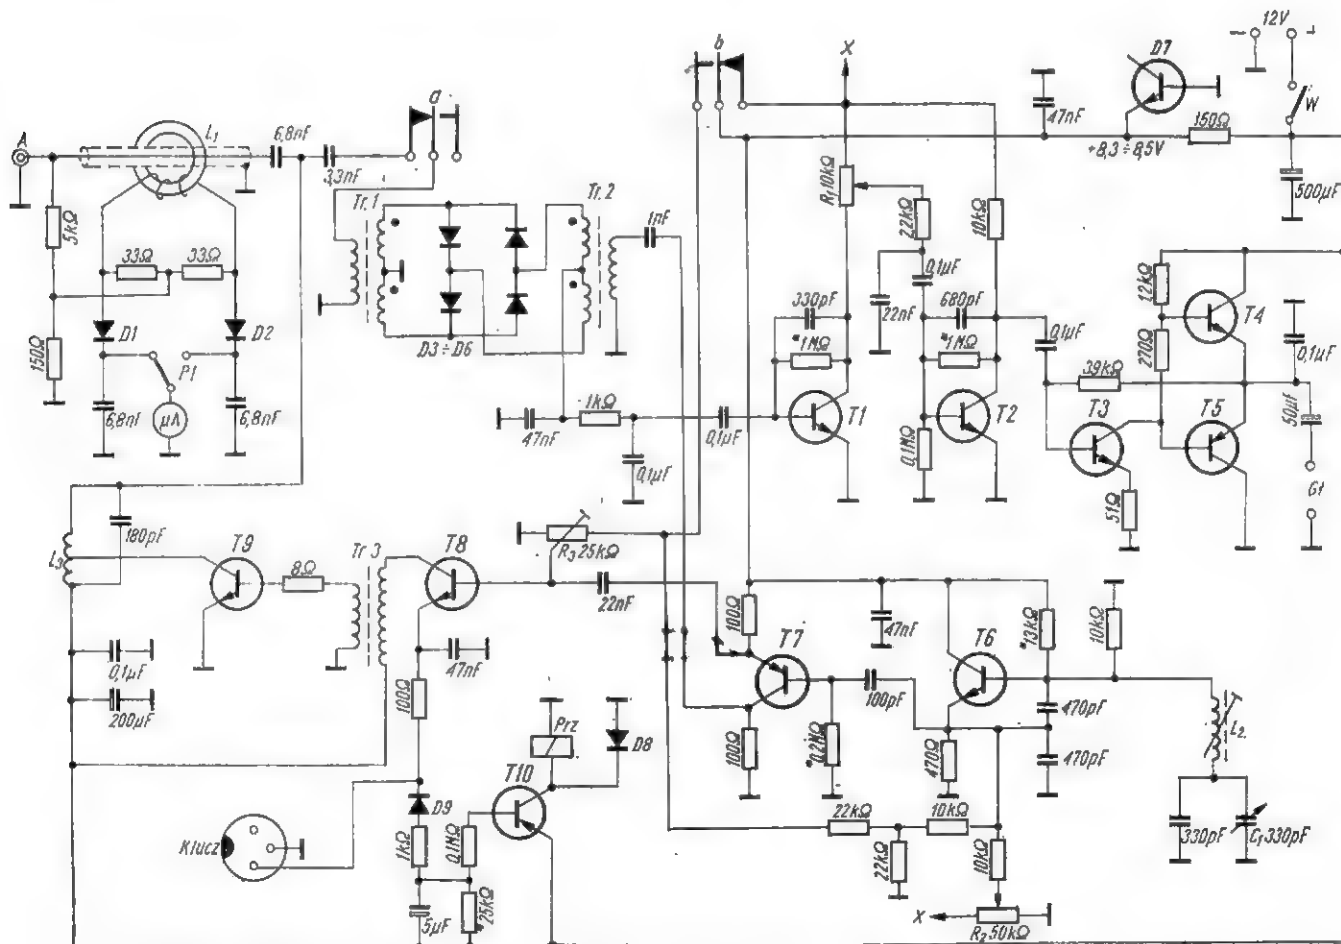 A
L₁
6,8nF
3,3nF
a
b
X
12V
- +
W
D7
47nF
150Ω
+8,3÷8,5V
500μF
5kΩ
33Ω
33Ω
150Ω
D1
D2
P1
μA
6,8nF
6,8nF
Tr.1
Tr.2
D3÷D6
1nF
R₁10kΩ
22kΩ
10kΩ
330pF
*1MΩ
22nF
0,1μF
680pF
*1MΩ
0,1μF
47nF
1kΩ
0,1μF
0,1μF
T1
T2
0,1MΩ
12kΩ
270Ω
39kΩ
T3
T4
T5
51Ω
0,1μF
50μF
G1
180pF
L₃
T9
8Ω
Tr 3
T8
R₃ 25kΩ
22nF
47nF
100Ω
0,1μF
200μF
100Ω
T7
47nF
T6
*13kΩ
10kΩ
100pF
470pF
470pF
100Ω
*0,2MΩ
470Ω
L₂
330pF
C₁ 330pF
Prz
D8
T10
D9
1kΩ
0,1MΩ
*25kΩ
5μF
Klucz
22kΩ
10kΩ
22kΩ
10kΩ
X
R₂ 50kΩ